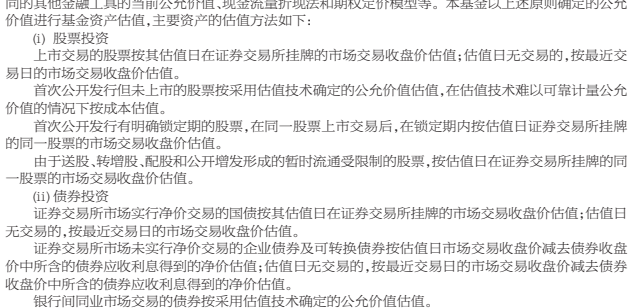 同的其他金融工具的当前公允价值、现金流量折现法和期权定价模型等。本基金以上述原则确定的公允
价值进行基金资产估值,主要资产的估值方法如下:
(i) 股票投资
上市交易的股票按其估值日在证券交易所挂牌的市场交易收盘价估值;估值日无交易的,按最近交
易日的市场交易收盘价估值。
首次公开发行但未上市的股票按采用估值技术确定的公允价值估值,在估值技术难以可靠计量公允
价值的情况下按成本估值。
首次公开发行有明确锁定期的股票,在同一股票上市交易后,在锁定期内按估值日证券交易所挂牌
的同一股票的市场交易收盘价估值。
由于送股、转增股、配股和公开增发形成的暂时流通受限制的股票,按估值日在证券交易所挂牌的同
一股票的市场交易收盘价估值。
(ii) 债券投资
证券交易所市场实行净价交易的国债按其估值日在证券交易所挂牌的市场交易收盘价估值;估值日
无交易的,按最近交易日的市场交易收盘价估值。
证券交易所市场未实行净价交易的企业债券及可转换债券按估值日市场交易收盘价减去债券收盘
价中所含的债券应收利息得到的净价估值;估值日无交易的,按最近交易日的市场交易收盘价减去债券
收盘价中所含的债券应收利息得到的净价估值。
银行间同业市场交易的债券按采用估值技术确定的公允价值估值。